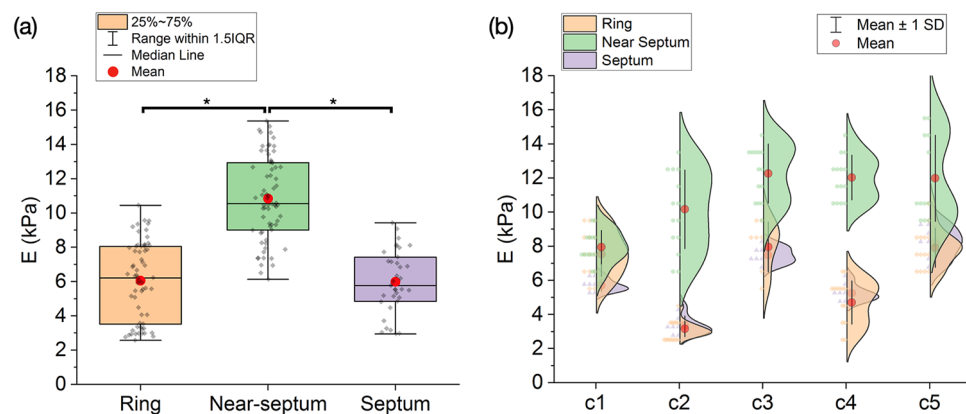 (a)
25%~75%
Range within 1.5IQR
Median Line
Mean
18
16
14
12
10
8
6
4
2
0
E (kPa)
* *
Ring Near-septum Septum
(b)
Ring
Near Septum
Septum
Mean ± 1 SD
Mean
18
16
14
12
10
8
6
4
2
0
E (kPa)
c1 c2 c3 c4 c5